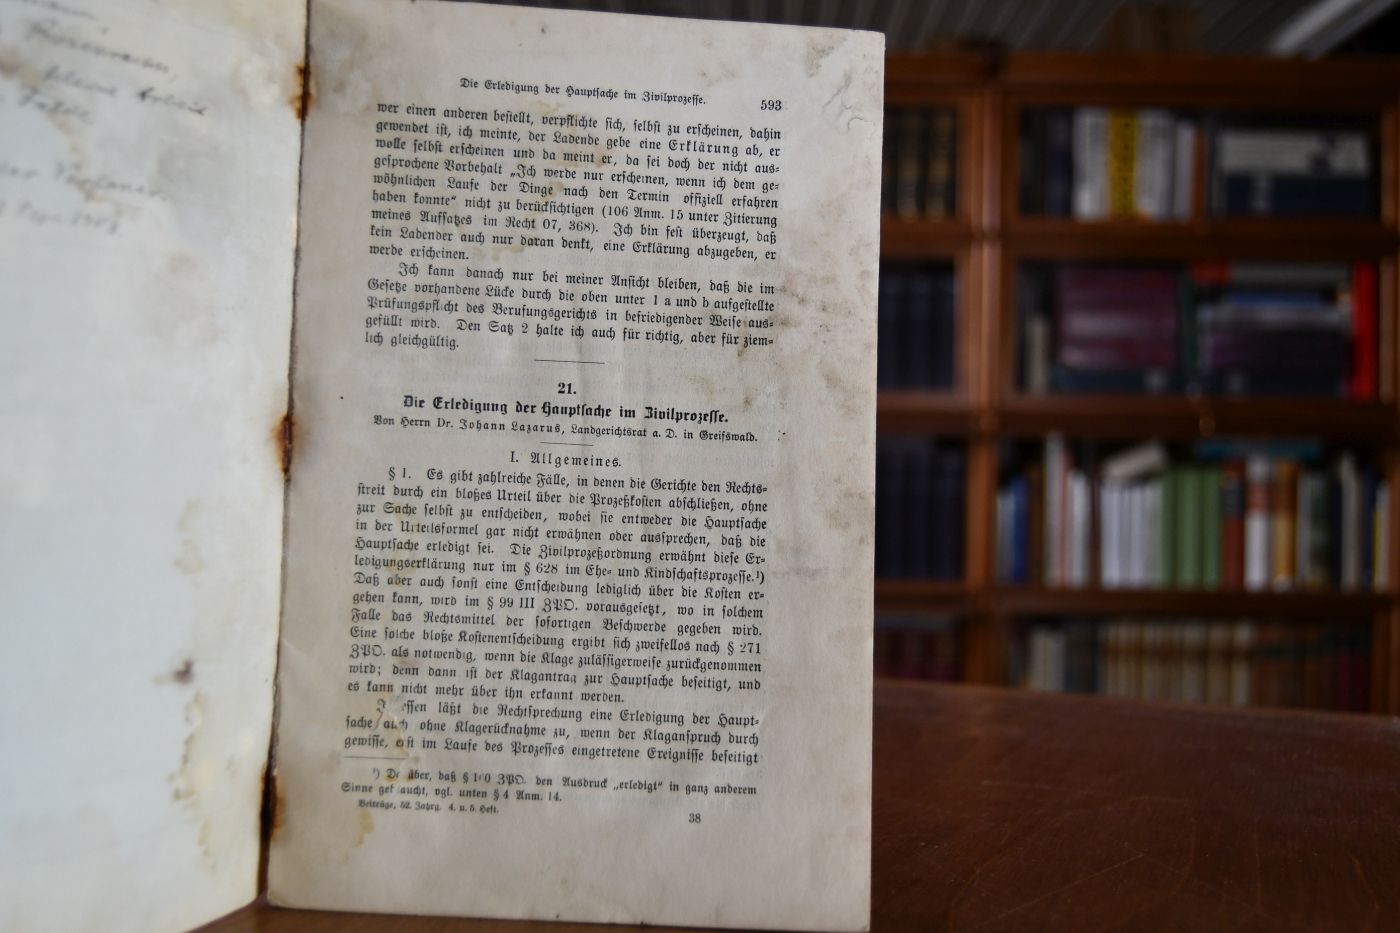 Die Erledigung der Hauptsache im Zivilprozesse. 593
wer einen anderen bestellt, verpflichte sich, selbst zu erscheinen, dahin
gewendet ist, ich meinte, der Ladende gebe eine Erklärung ab, er
wolle selbst erscheinen und da meint er, da sei doch der nicht aus-
gesprochene Vorbehalt „Ich werde nur erscheinen, wenn ich dem ge-
wöhnlichen Laufe der Dinge nach den Termin offiziell erfahren
haben konnte“ nicht zu berücksichtigen (106 Anm. 15 unter Zitierung
meines Aufsatzes im Recht 07, 368). Ich bin fest überzeugt, daß
kein Ladender auch nur daran denkt, eine Erklärung abzugeben, er
werde erscheinen.
Ich kann danach nur bei meiner Ansicht bleiben, daß die im
Gesetze vorhandene Lücke durch die oben unter 1 a und b aufgestellte
Prüfungspflicht des Berufungsgerichts in befriedigender Weise aus-
gefüllt wird. Den Satz 2 halte ich auch für richtig, aber für ziem-
lich gleichgültig.
21.
Die Erledigung der Hauptsache im Zivilprozesse.
Von Herrn Dr. Johann Lazarus, Landgerichtsrat a. D. in Greifswald.
I. Allgemeines.
§ 1. Es gibt zahlreiche Fälle, in denen die Gerichte den Rechts-
streit durch ein bloßes Urteil über die Prozeßkosten abschließen, ohne
zur Sache selbst zu entscheiden, wobei sie entweder die Hauptsache
in der Urteilsformel gar nicht erwähnen oder aussprechen, daß die
Hauptsache erledigt sei. Die Zivilprozeßordnung erwähnt diese Er-
ledigungserklärung nur im § 628 im Ehe- und Kindschaftsprozesse.¹)
Daß aber auch sonst eine Entscheidung lediglich über die Kosten er-
gehen kann, wird im § 99 III ZPO. vorausgesetzt, wo in solchem
Falle das Rechtsmittel der sofortigen Beschwerde gegeben wird.
Eine solche bloße Kostenentscheidung ergibt sich zweifellos nach § 271
ZPO. als notwendig, wenn die Klage zulässigerweise zurückgenommen
wird; denn dann ist der Klagantrag zur Hauptsache beseitigt, und
es kann nicht mehr über ihn erkannt werden.
Indessen läßt die Rechtsprechung eine Erledigung der Haupt-
sache auch ohne Klagerücknahme zu, wenn der Klaganspruch durch
gewisse, erst im Laufe des Prozesses eingetretene Ereignisse beseitigt
¹) Darüber, daß § 100 ZPO. den Ausdruck „erledigt“ in ganz anderem
Sinne gebraucht, vgl. unten § 4 Anm. 14.
Beiträge, 52. Jahrg. 4. u. 5. Heft. 38